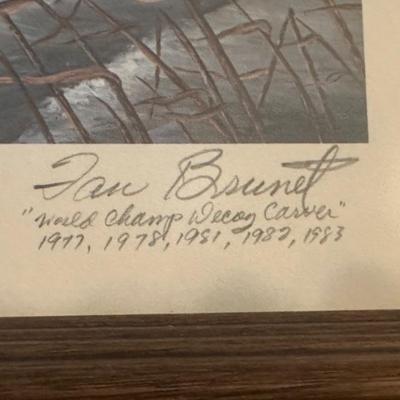 Tan Brunet
"World Champ Decoy Carver"
1977, 1978, 1981, 1982, 1983